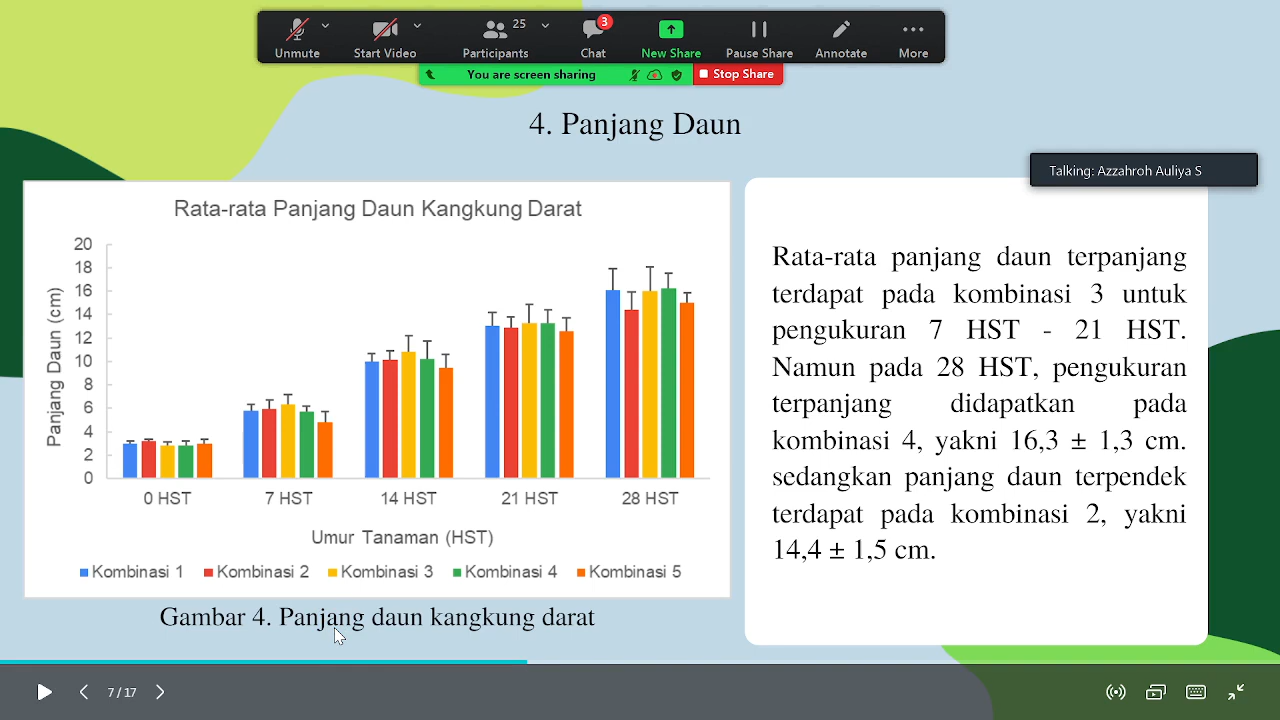 Unmute
Start Video
25
Participants
3
Chat
New Share
Pause Share
Annotate
More
You are screen sharing
Stop Share
4. Panjang Daun
Talking: Azzahroh Auliya S
Rata-rata Panjang Daun Kangkung Darat
Panjang Daun (cm)
20
18
16
14
12
10
8
6
4
2
0
0 HST
7 HST
14 HST
21 HST
28 HST
Umur Tanaman (HST)
Kombinasi 1
Kombinasi 2
Kombinasi 3
Kombinasi 4
Kombinasi 5
Gambar 4. Panjang daun kangkung darat
Rata-rata panjang daun terpanjang
terdapat pada kombinasi 3 untuk
pengukuran 7 HST - 21 HST.
Namun pada 28 HST, pengukuran
terpanjang didapatkan pada
kombinasi 4, yakni 16,3 ± 1,3 cm.
sedangkan panjang daun terpendek
terdapat pada kombinasi 2, yakni
14,4 ± 1,5 cm.
7 / 17